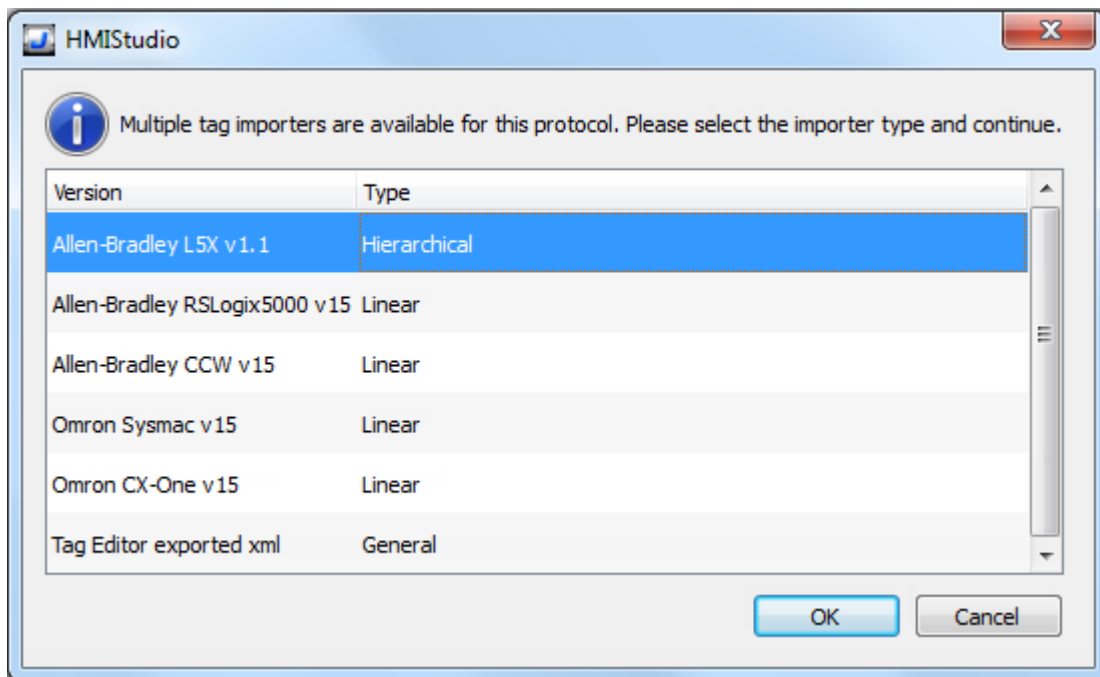 HMIStudio
Multiple tag importers are available for this protocol. Please select the importer type and continue.
Version Type
Allen-Bradley L5X v1.1 Hierarchical
Allen-Bradley RSLogix5000 v15 Linear
Allen-Bradley CCW v15 Linear
Omron Sysmac v15 Linear
Omron CX-One v15 Linear
Tag Editor exported xml General
OK Cancel